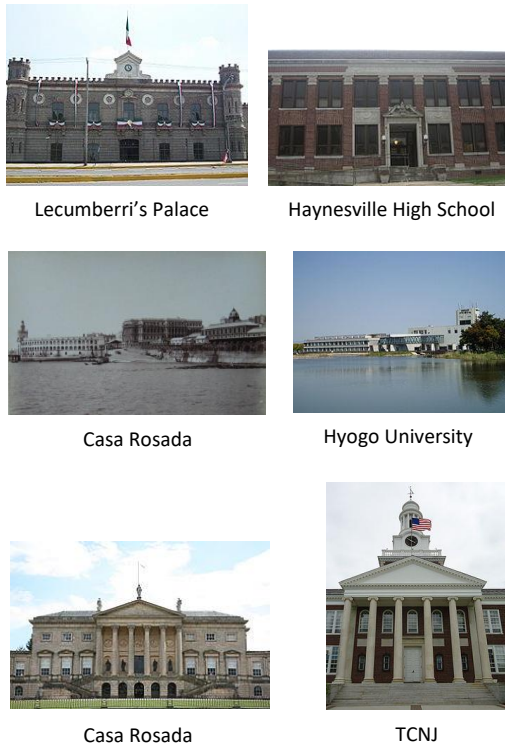 Lecumberri’s Palace
Haynesville High School
Casa Rosada
Hyogo University
Casa Rosada
TCNJ